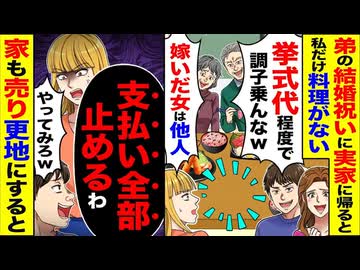 弟の結婚祝いに実家に帰ると
私だけ料理がない
挙式代程度で
調子乗んなw
嫁いだ女は他人
支払い全部
止めるわ
やってみろw
家も売り更地にすると